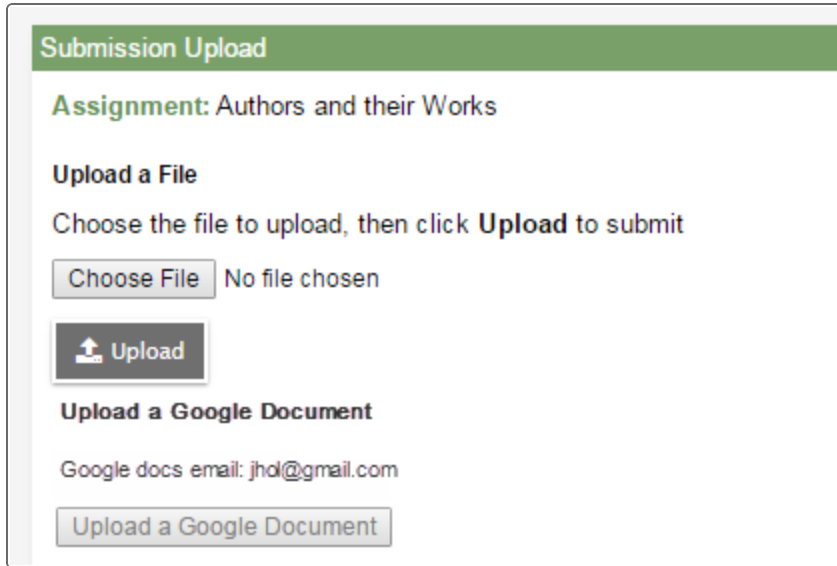 Submission Upload
Assignment: Authors and their Works
Upload a File
Choose the file to upload, then click Upload to submit
Choose File No file chosen
Upload
Upload a Google Document
Google docs email: jhol@gmail.com
Upload a Google Document